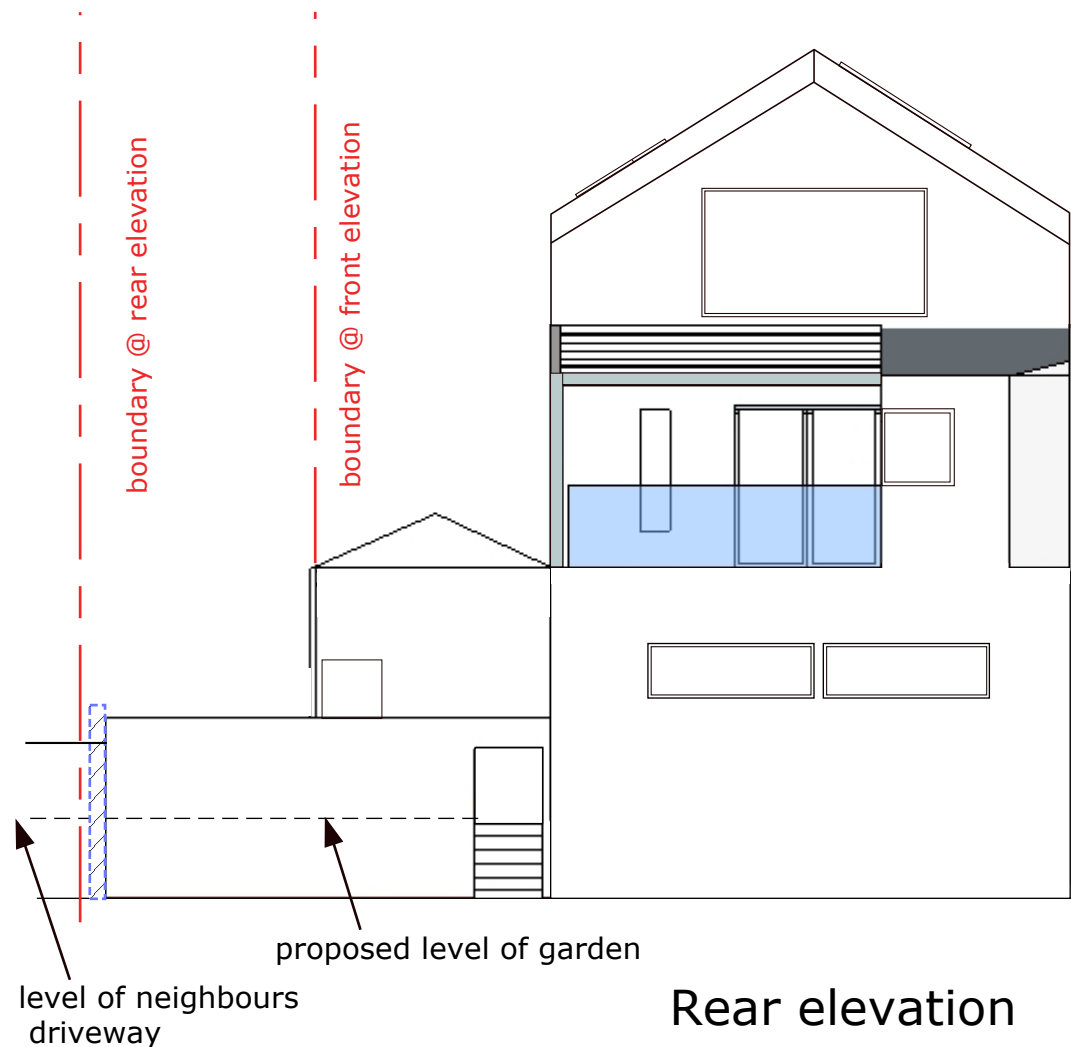 boundary @ rear elevation
boundary @ front elevation
proposed level of garden
level of neighbours
driveway
Rear elevation